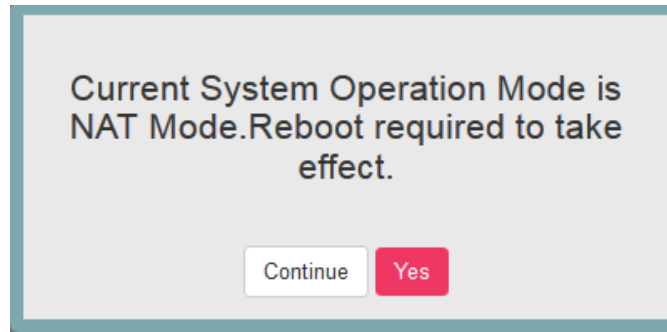 Current System Operation Mode is
NAT Mode.Reboot required to take
effect.
Continue
Yes